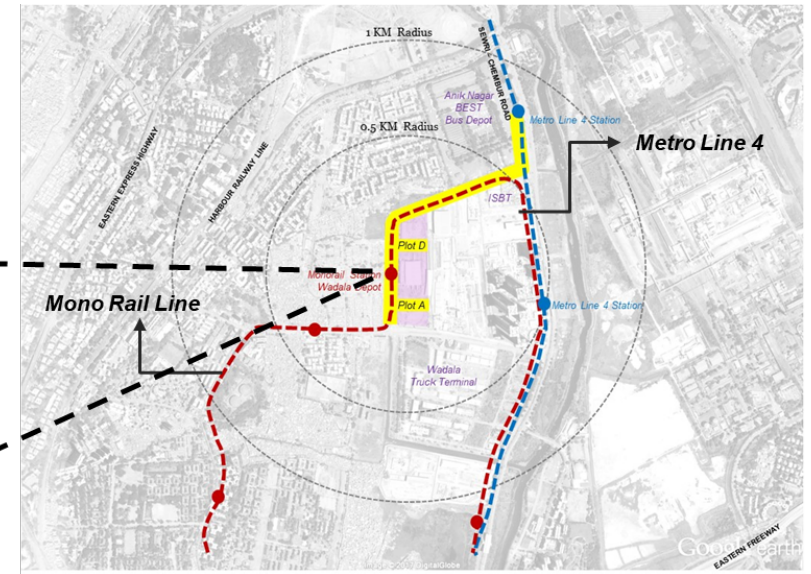 1 KM Radius
SEWRI - CHEMBUR ROAD
Anik Nagar
BEST
Bus Depot
Metro Line 4 Station
0.5 KM Radius
Metro Line 4
EASTERN EXPRESS HIGHWAY
HARBOUR RAILWAY LINE
ISBT
Plot D
Monorail Station
Wadala Depot
Mono Rail Line
Plot A
Metro Line 4 Station
Wadala
Truck Terminal
Google earth
EASTERN FREEWAY
DigitalGlobe